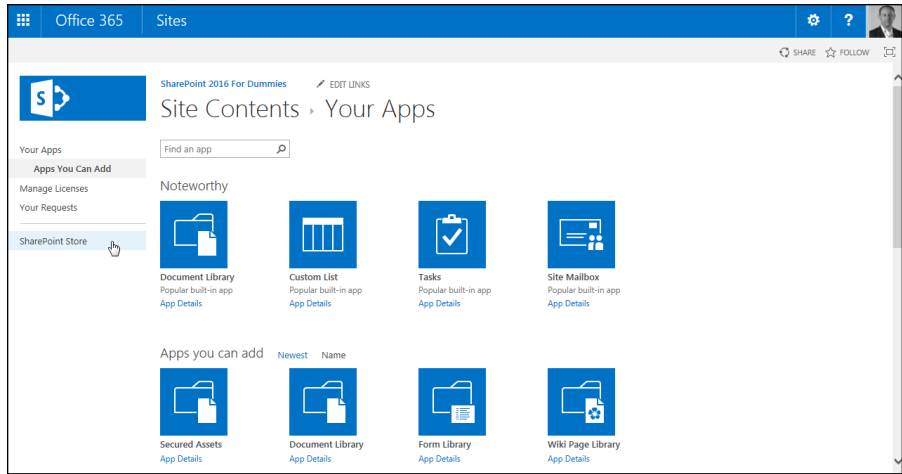 Office 365 Sites ?
SHARE FOLLOW
S
SharePoint 2016 For Dummies EDIT LINKS
Site Contents Your Apps
Find an app
Your Apps
Apps You Can Add
Manage Licenses
Your Requests
SharePoint Store
Noteworthy
Document Library Custom List Tasks Site Mailbox
Popular built-in app Popular built-in app Popular built-in app Popular built-in app
App Details App Details App Details App Details
Apps you can add Newest Name
Secured Assets Document Library Form Library Wiki Page Library
App Details App Details App Details App Details